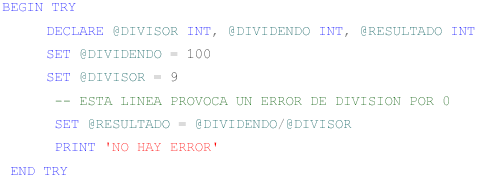 BEGIN TRY
DECLARE @DIVISOR INT, @DIVIDENDO INT, @RESULTADO INT
SET @DIVIDENDO = 100
SET @DIVISOR = 9
-- ESTA LINEA PROVOCA UN ERROR DE DIVISION POR 0
SET @RESULTADO = @DIVIDENDO/@DIVISOR
PRINT 'NO HAY ERROR'
END TRY